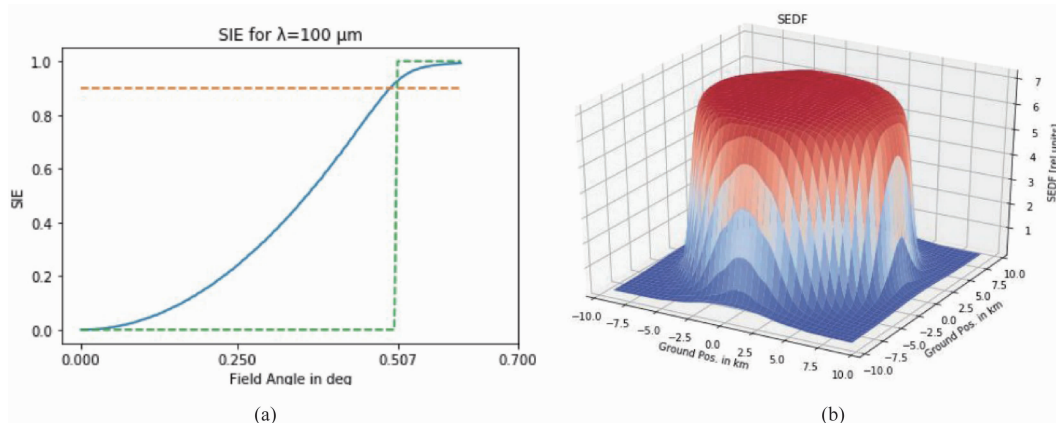 SIE for λ=100 μm
1.0
0.8
0.6
0.4
0.2
0.0
SIE
0.000 0.250 0.507 0.700
Field Angle in deg
(a)
SEDF
7
6
5
4
3
2
1
SEDF [rel units]
-10.0 -7.5 -5.0 -2.5 0.0 2.5 5.0 7.5 10.0
Ground Pos. in km
-10.0 -7.5 -5.0 -2.5 0.0 2.5 5.0 7.5 10.0
Ground Pos. in km
(b)